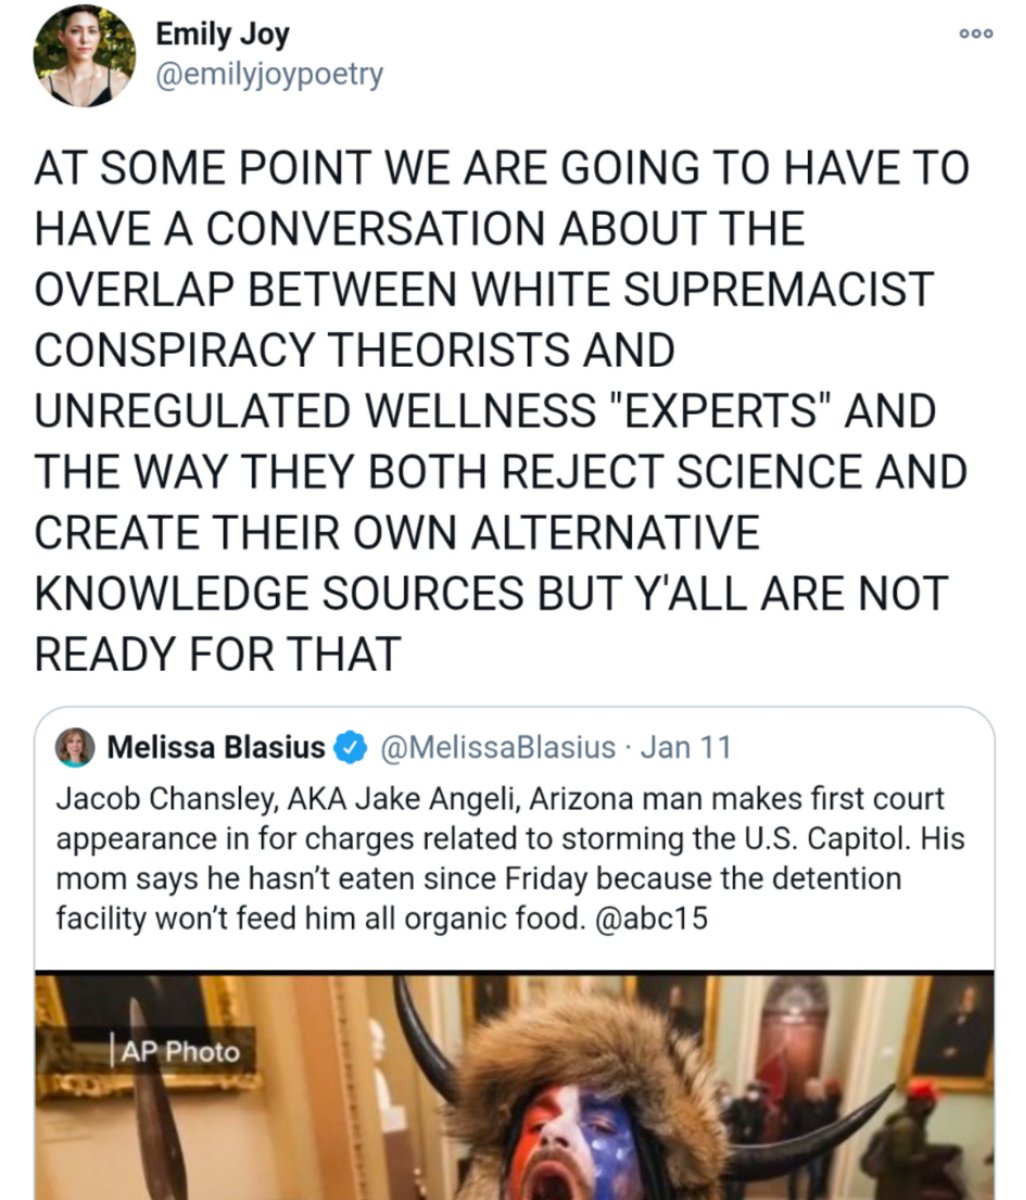 Emily Joy
@emilyjoypoetry
AT SOME POINT WE ARE GOING TO HAVE TO
HAVE A CONVERSATION ABOUT THE
OVERLAP BETWEEN WHITE SUPREMACIST
CONSPIRACY THEORISTS AND
UNREGULATED WELLNESS "EXPERTS" AND
THE WAY THEY BOTH REJECT SCIENCE AND
CREATE THEIR OWN ALTERNATIVE
KNOWLEDGE SOURCES BUT Y'ALL ARE NOT
READY FOR THAT
Melissa Blasius @MelissaBlasius · Jan 11
Jacob Chansley, AKA Jake Angeli, Arizona man makes first court
appearance in for charges related to storming the U.S. Capitol. His
mom says he hasn’t eaten since Friday because the detention
facility won’t feed him all organic food. @abc15
AP Photo